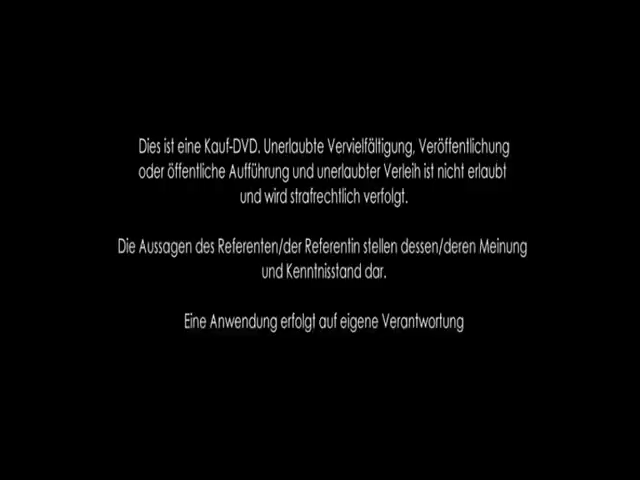 Dies ist eine Kauf-DVD. Unerlaubte Vervielfältigung, Veröffentlichung
oder öffentliche Aufführung und unerlaubter Verleih ist nicht erlaubt
und wird strafrechtlich verfolgt.
Die Aussagen des Referenten/der Referentin stellen dessen/deren Meinung
und Kenntnisstand dar.
Eine Anwendung erfolgt auf eigene Verantwortung